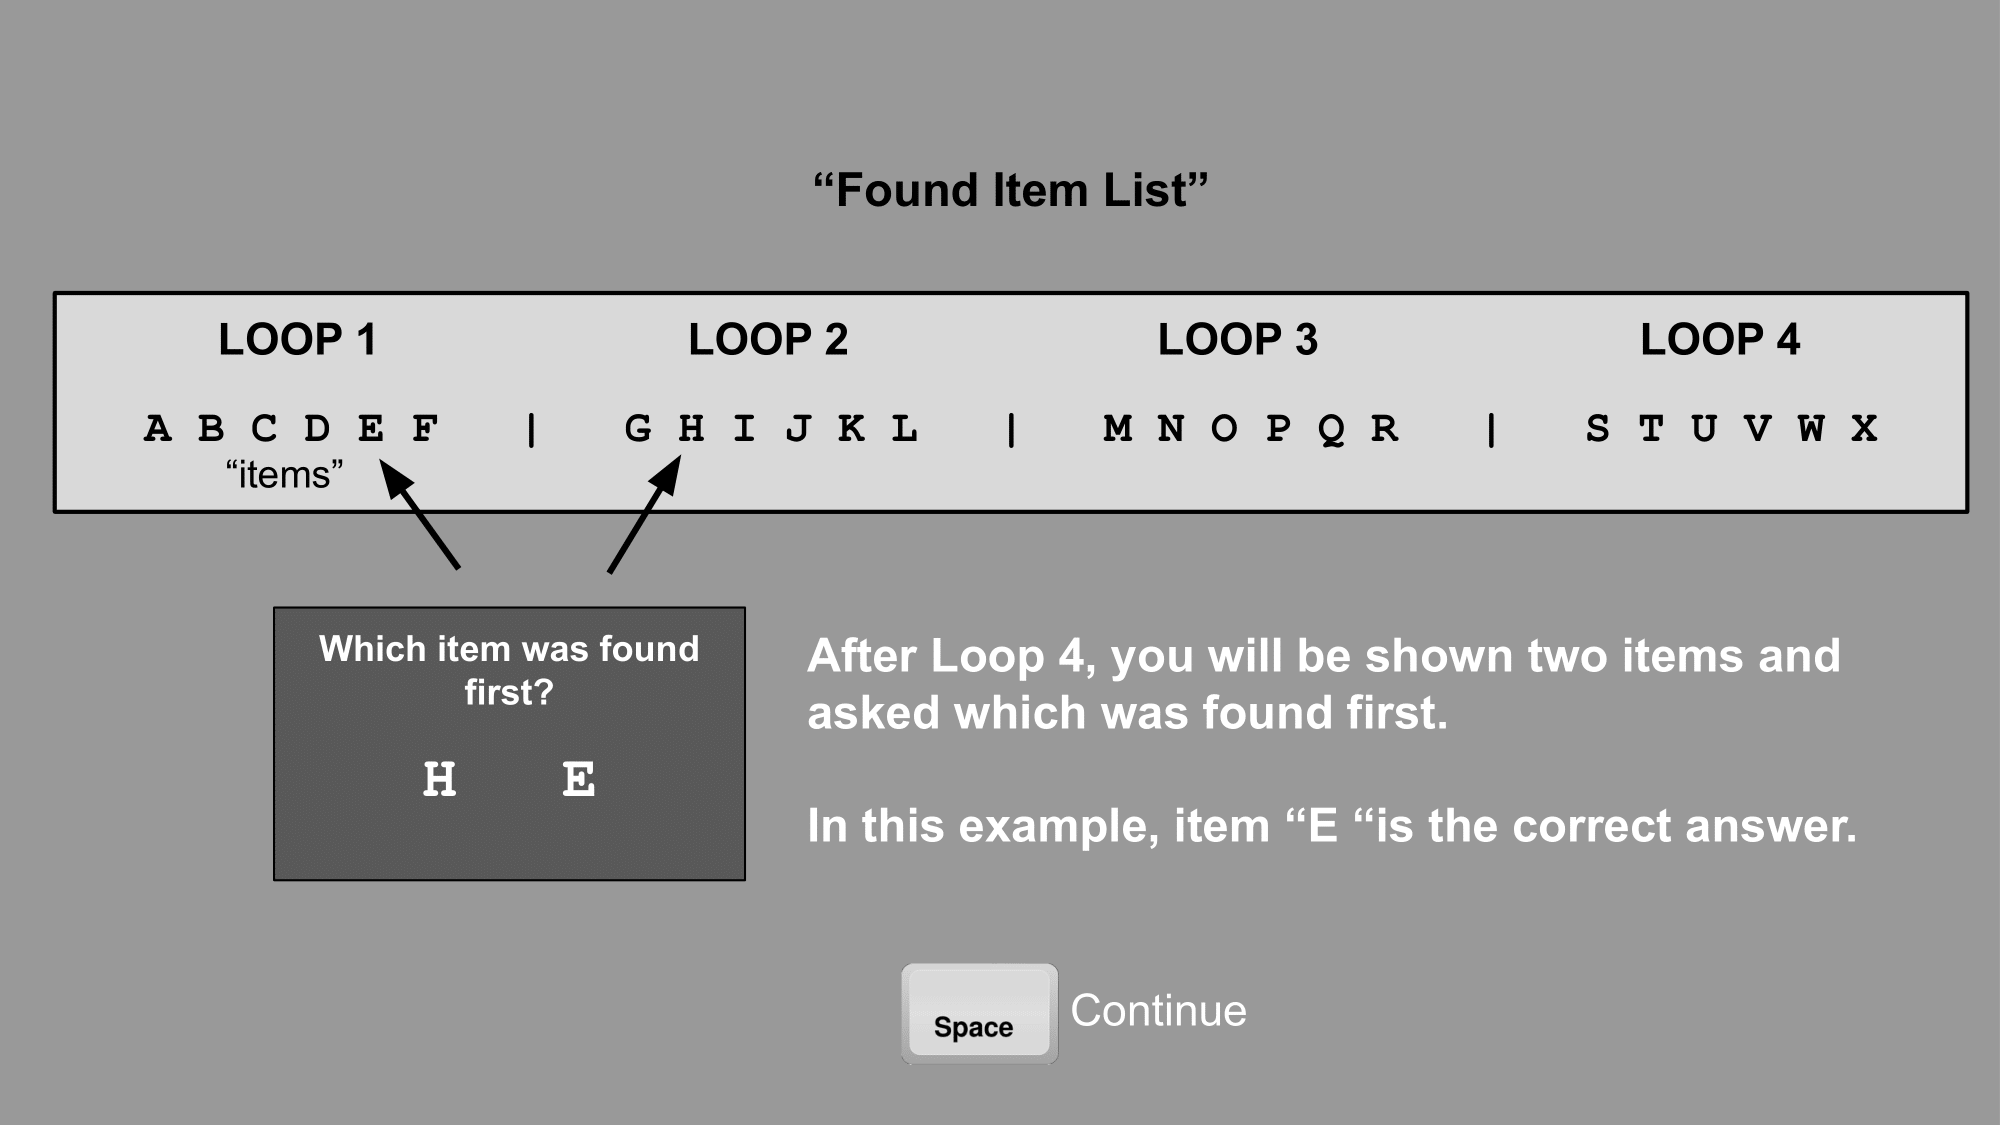 “Found Item List”
LOOP 1 LOOP 2 LOOP 3 LOOP 4
A B C D E F | G H I J K L | M N O P Q R | S T U V W X
“items”
Which item was found
first?
H E
After Loop 4, you will be shown two items and
asked which was found first.
In this example, item “E “is the correct answer.
Space Continue